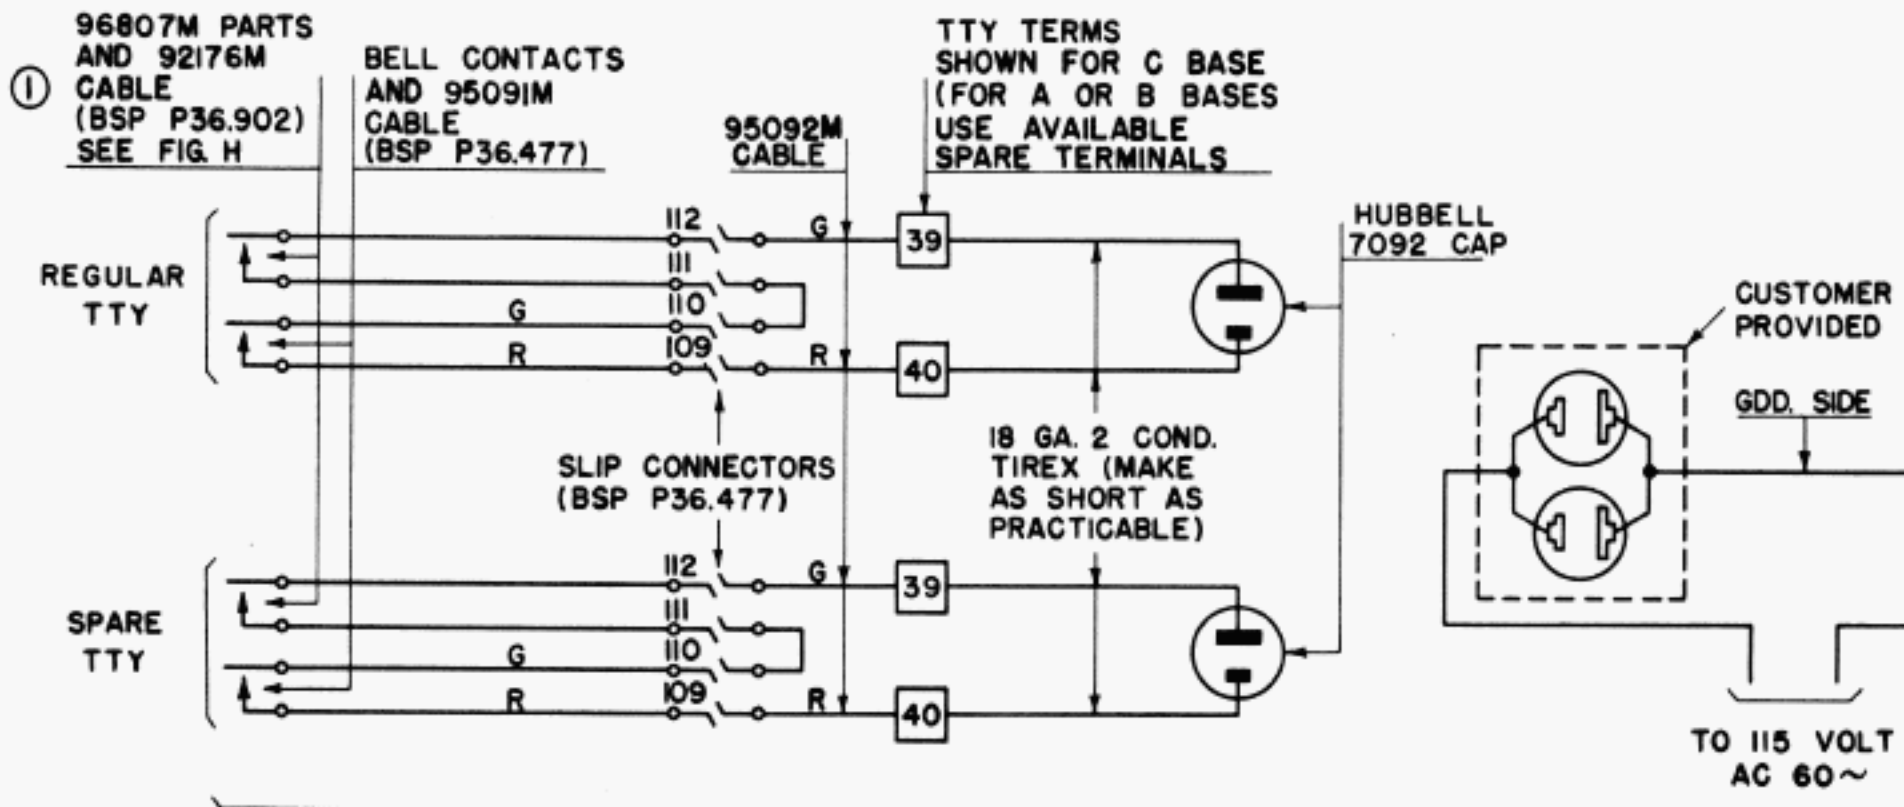 ①
96807M PARTS
AND 92176M
CABLE
(BSP P36.902)
SEE FIG. H
BELL CONTACTS
AND 95091M
CABLE
(BSP P36.477)
95092M
CABLE
TTY TERMS
SHOWN FOR C BASE
(FOR A OR B BASES
USE AVAILABLE
SPARE TERMINALS
HUBBELL
7092 CAP
CUSTOMER
PROVIDED
GDD. SIDE
REGULAR
TTY
112
G
39
111
G
110
R
109
R
40
SLIP CONNECTORS
(BSP P36.477)
18 GA. 2 COND.
TIREX (MAKE
AS SHORT AS
PRACTICABLE)
SPARE
TTY
112
G
39
111
G
110
R
109
R
40
TO 115 VOLT
AC 60~